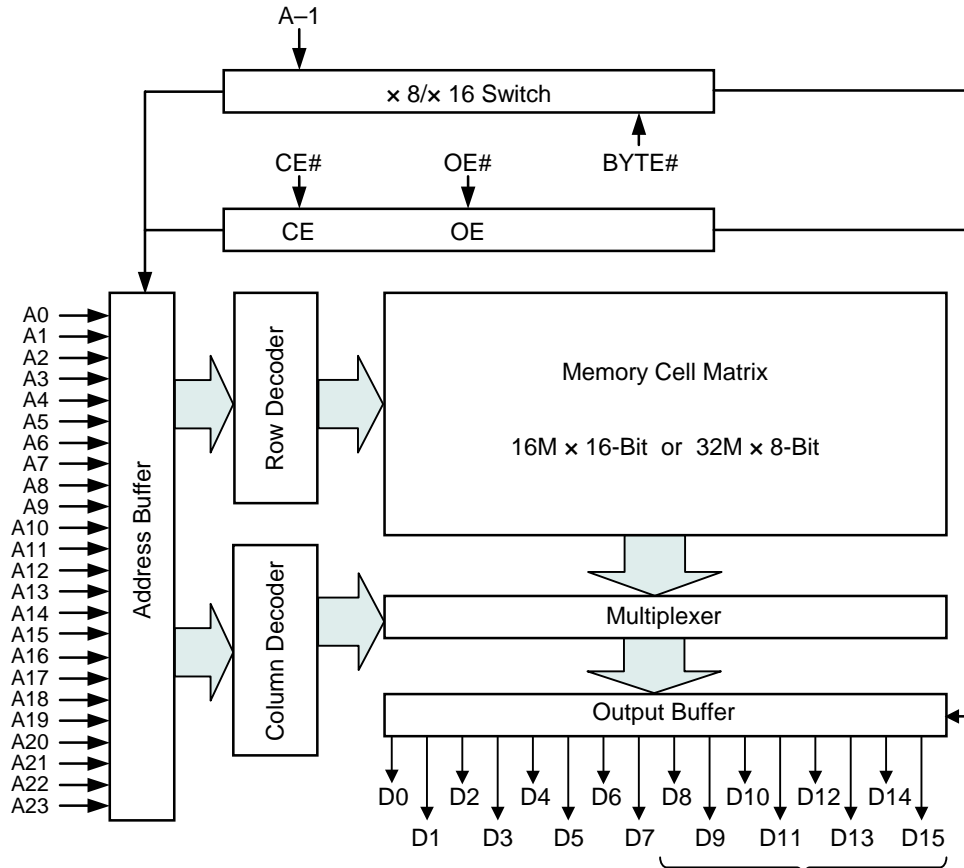 A–1
× 8/× 16 Switch
CE#
OE#
BYTE#
CE
OE
A0
A1
A2
A3
A4
A5
A6
A7
A8
A9
A10
A11
A12
A13
A14
A15
A16
A17
A18
A19
A20
A21
A22
A23
Address Buffer
Row Decoder
Column Decoder
Memory Cell Matrix
16M × 16-Bit or 32M × 8-Bit
Multiplexer
Output Buffer
D0 D2 D4 D6 D8 D10 D12 D14
D1 D3 D5 D7 D9 D11 D13 D15